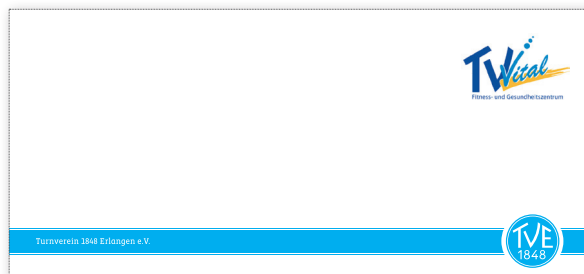 TV Vital
Fitness- und Gesundheitszentrum
Turnverein 1848 Erlangen e.V.
TVE
1848